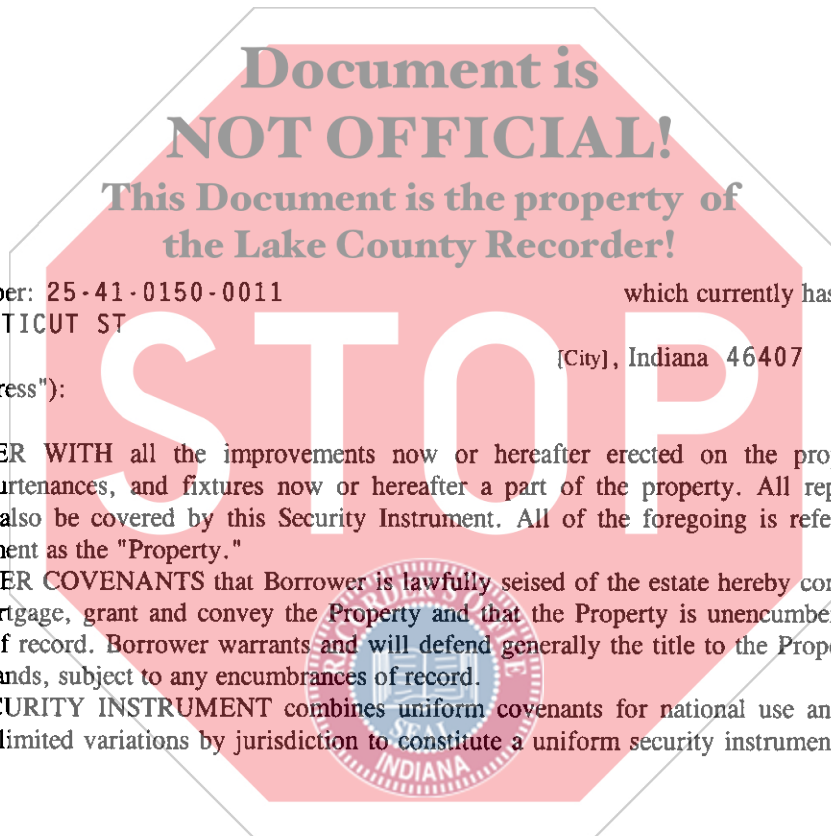 Document is
NOT OFFICIAL!
This Document is the property of
the Lake County Recorder!
ber: 25-41-0150-0011 which currently has
TICUT ST
[City], Indiana 46407
ress"):
STOP
ER WITH all the improvements now or hereafter erected on the pro
urtenances, and fixtures now or hereafter a part of the property. All rep
also be covered by this Security Instrument. All of the foregoing is refe
ent as the "Property."
ER COVENANTS that Borrower is lawfully seised of the estate hereby con
rtgage, grant and convey the Property and that the Property is unencumbe
f record. Borrower warrants and will defend generally the title to the Prope
ands, subject to any encumbrances of record.
CURITY INSTRUMENT combines uniform covenants for national use an
limited variations by jurisdiction to constitute a uniform security instrumen
RECORDER'S OFFICE
SEAL
INDIANA